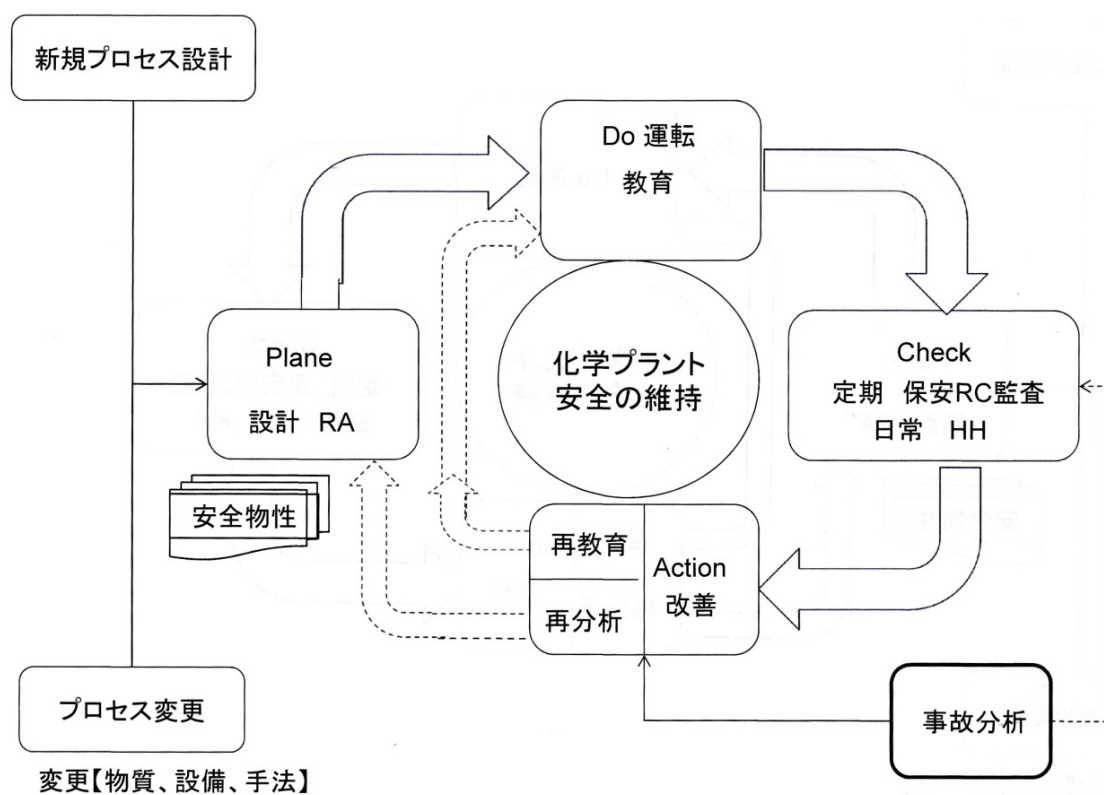 新規プロセス設計
Do 運転
教育
Plane
設計 RA
化学プラント
安全の維持
Check
定期 保安RC監査
日常 HH
安全物性
再教育
再分析
Action
改善
プロセス変更
事故分析
変更【物質、設備、手法】